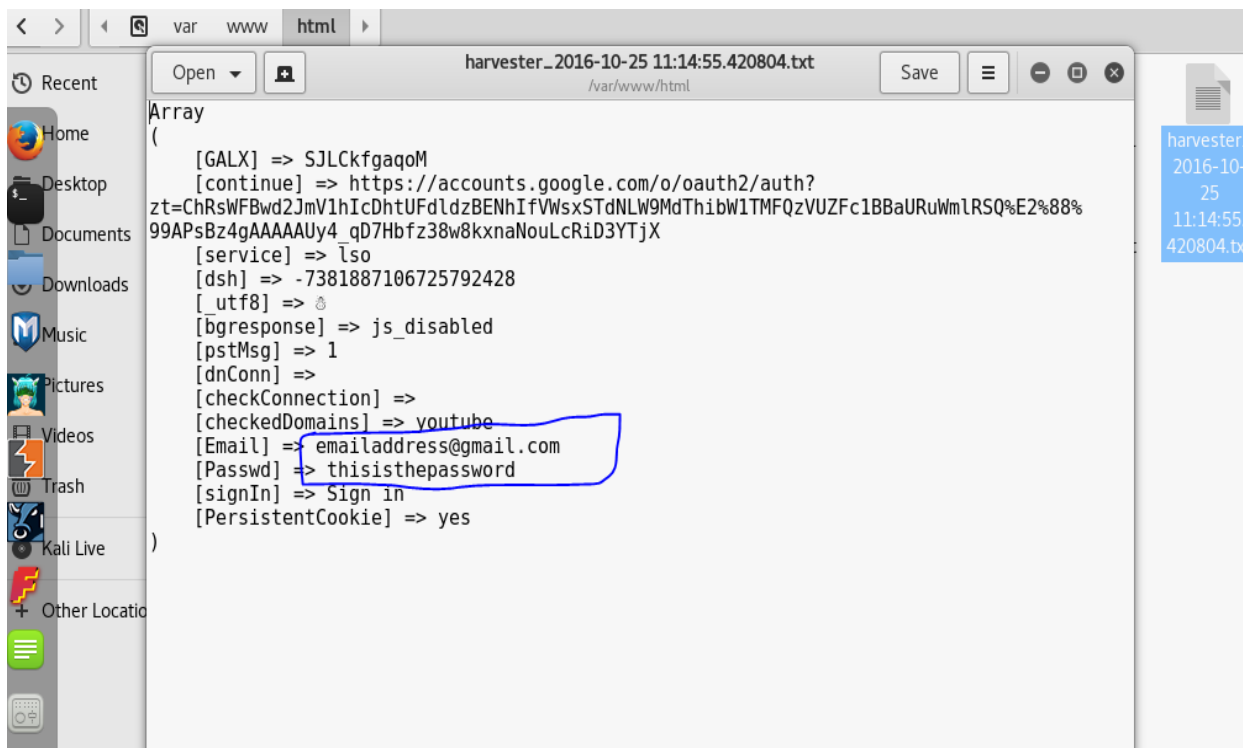 var www html
harvester_2016-10-25 11:14:55.420804.txt
Open
/var/www/html
Save
Recent
Home
Desktop
Documents
Downloads
Music
Pictures
Videos
Trash
Kali Live
Other Locatio
Array
(
[GALX] => SJLCkfgaqoM
[continue] => https://accounts.google.com/o/oauth2/auth?
zt=ChRsWFBwd2JmV1hIcDhtUFdldzBENhIfVWsxSTdNLW9MdThibW1TMFQzVUZFc1BBaURuWmlRSQ%E2%88%
99APsBz4gAAAAAUy4_qD7Hbfz38w8kxnaNouLcRiD3YTjX
[service] => lso
[dsh] => -7381887106725792428
[_utf8] => ☃
[bgresponse] => js_disabled
[pstMsg] => 1
[dnConn] =>
[checkConnection] =>
[checkedDomains] => youtube
[Email] => emailaddress@gmail.com
[Passwd] => thisisthepassword
[signIn] => Sign in
[PersistentCookie] => yes
)
harvester_
2016-10-
25
11:14:55.
420804.tx